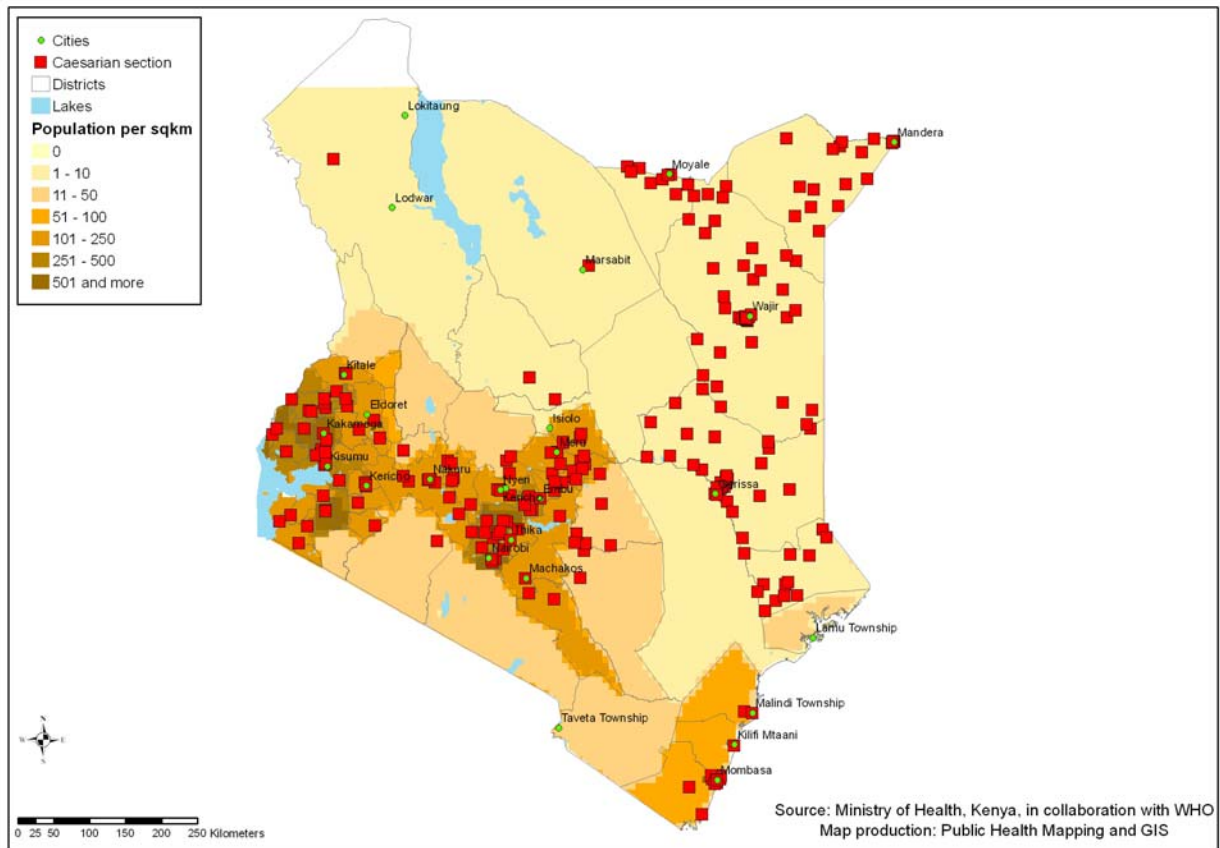 Cities
Caesarian section
Districts
Lakes
Population per sqkm
0
1 - 10
11 - 50
51 - 100
101 - 250
251 - 500
501 and more
Lokitaung
Mandera
Moyale
Lodwar
Marsabit
Wajir
Kitale
Eldoret
Isiolo
Kakamega
Meru
Kisumu
Kericho
Nakuru
Nyeri
Garissa
Kericho
Embu
Thika
Nairobi
Machakos
Lamu Township
Malindi Township
Taveta Township
Kilifi Mtaani
Mombasa
N
W E
S
0 25 50 100 150 200 250
Kilometers
Source: Ministry of Health, Kenya, in collaboration with WHO
Map production: Public Health Mapping and GIS